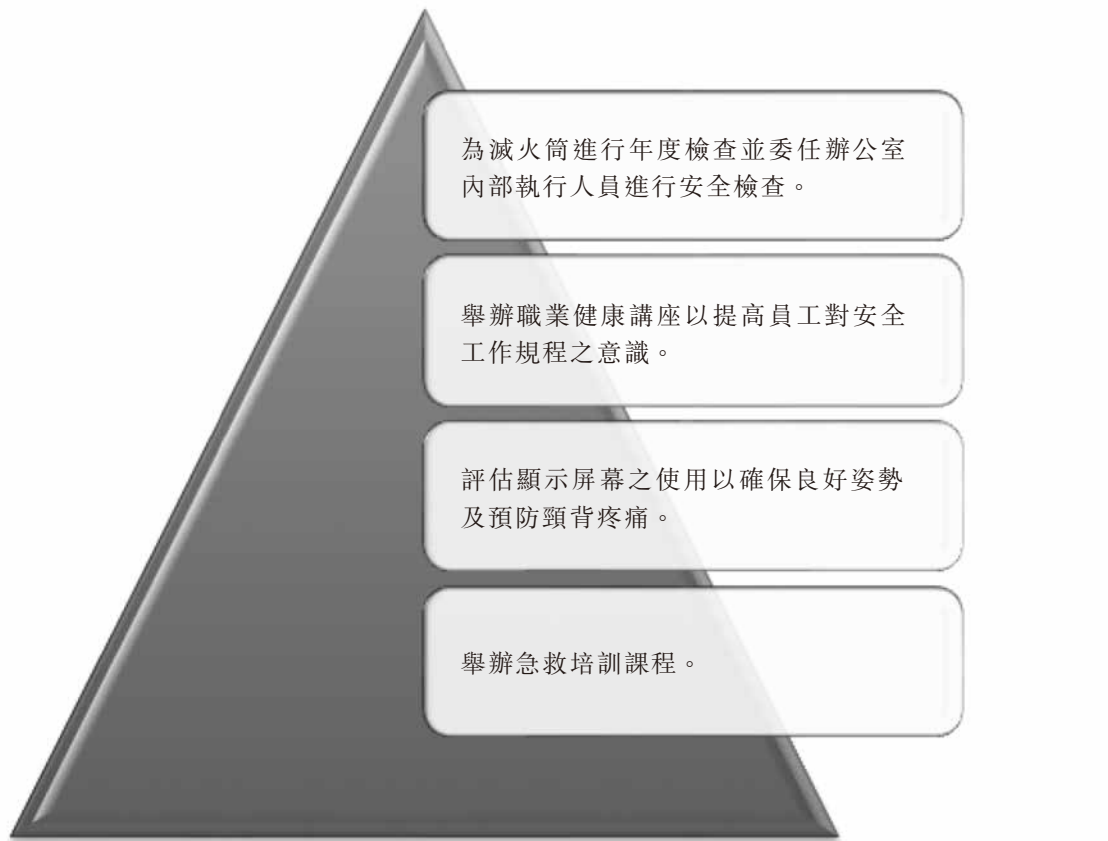 為滅火筒進行年度檢查並委任辦公室
內部執行人員進行安全檢查。
舉辦職業健康講座以提高員工對安全
工作規程之意識。
評估顯示屏幕之使用以確保良好姿勢
及預防頸背疼痛。
舉辦急救培訓課程。